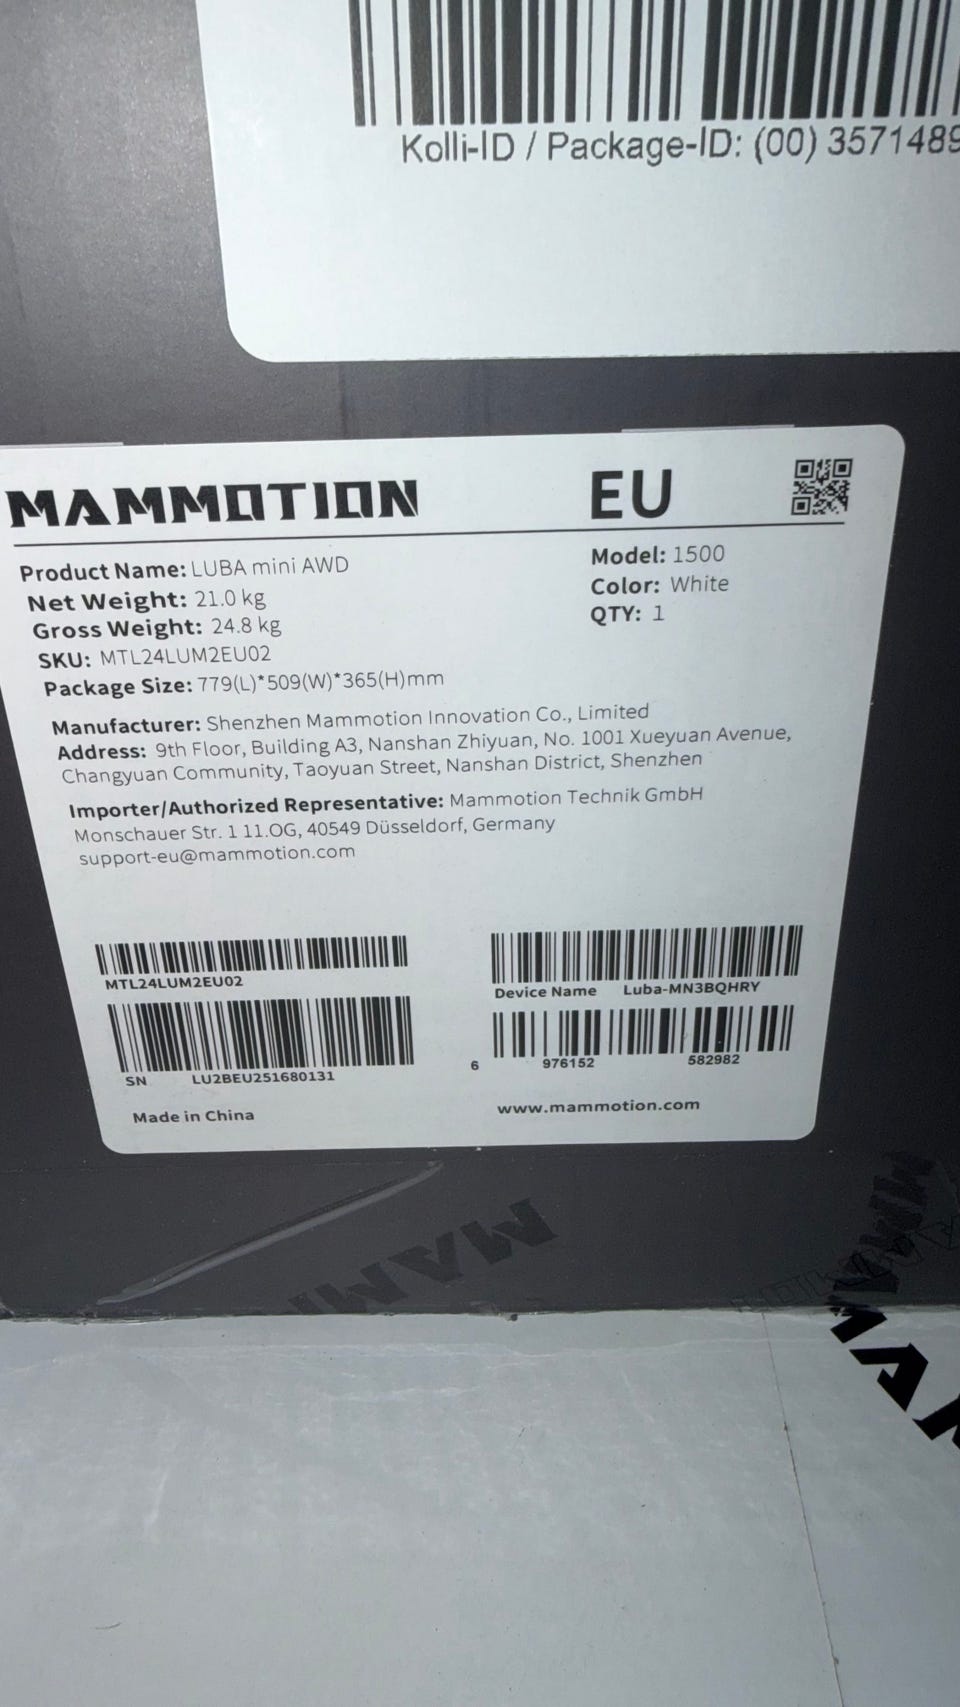 Kolli-ID / Package-ID: (00) 3571489
MAMMOTION
EU
Product Name: LUBA mini AWD
Model: 1500
Net Weight: 21.0 kg
Color: White
Gross Weight: 24.8 kg
QTY: 1
SKU: MTL24LUM2EU02
Package Size: 779(L)*509(W)*365(H)mm
Manufacturer: Shenzhen Mammotion Innovation Co., Limited
Address: 9th Floor, Building A3, Nanshan Zhiyuan, No. 1001 Xueyuan Avenue,
Changyuan Community, Taoyuan Street, Nanshan District, Shenzhen
Importer/Authorized Representative: Mammotion Technik GmbH
Monschauer Str. 1 11.OG, 40549 Düsseldorf, Germany
support-eu@mammotion.com
MTL24LUM2EU02
Device Name Luba-MN3BQHRY
6 976152 582982
SN LU2BEU251680131
Made in China
www.mammotion.com